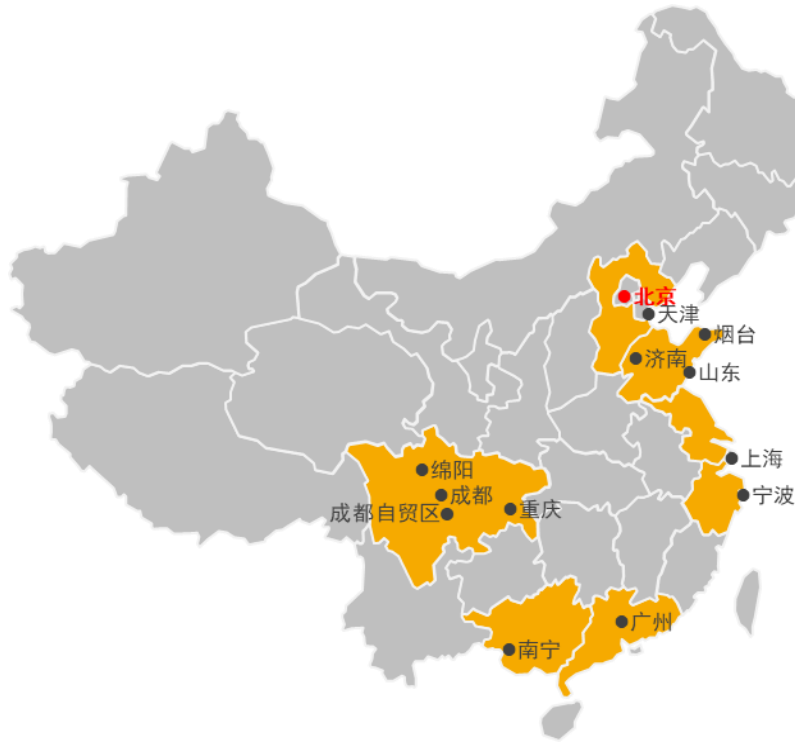 北京
天津
烟台
济南
山东
上海
绵阳
成都
宁波
成都自贸区
重庆
广州
南宁